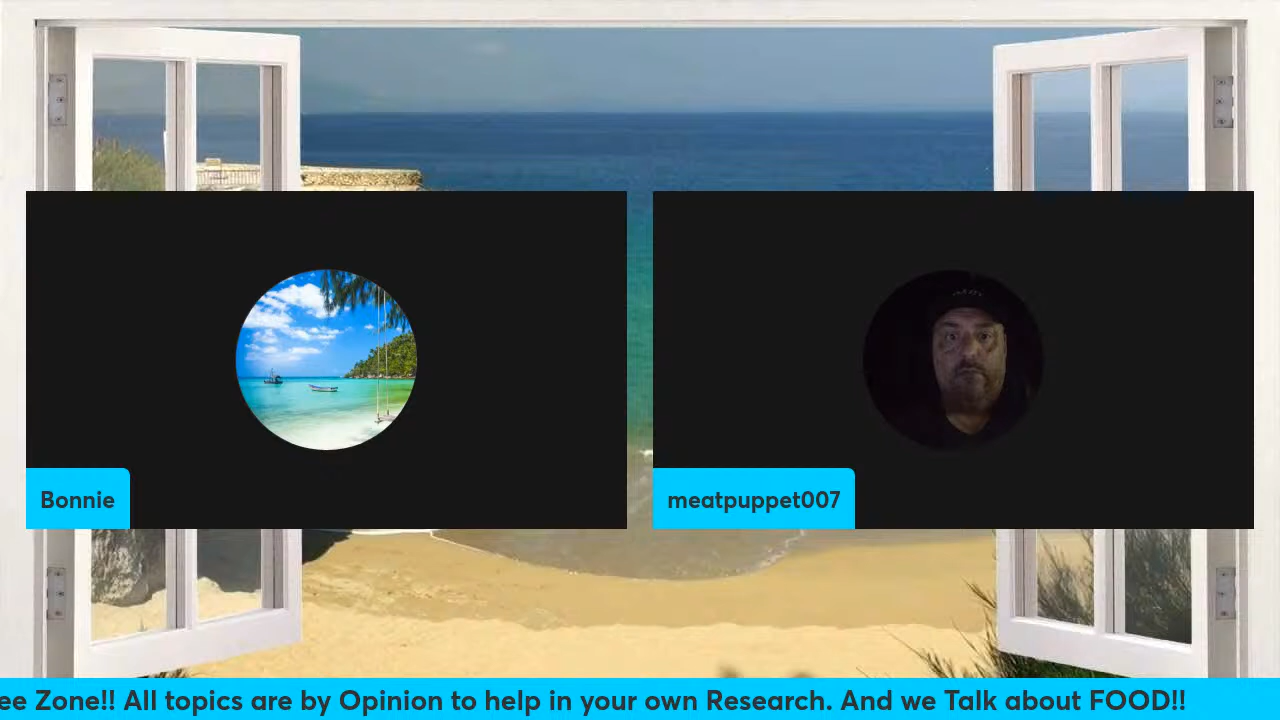 Bonnie
meatpuppet007
ee Zone!! All topics are by Opinion to help in your own Research. And we Talk about FOOD!!